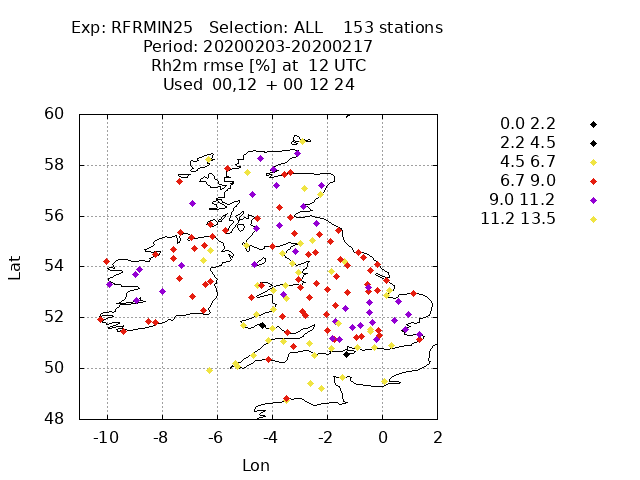 Exp: RFRMIN25 Selection: ALL 153 stations
Period: 20200203-20200217
Rh2m rmse [%] at 12 UTC
Used 00,12 + 00 12 24
60
58
56
54
52
50
48
Lat
-10 -8 -6 -4 -2 0 2
Lon
0.0 2.2
2.2 4.5
4.5 6.7
6.7 9.0
9.0 11.2
11.2 13.5